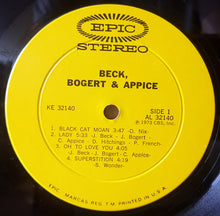 EPIC
STEREO
BECK,
BOGERT & APPICE
KE 32140
SIDE 1
AL 32140
℗ 1973 CBS, Inc.
1. BLACK CAT MOAN 3:47 -D. Nix-
2. LADY 5:33 -J. Beck - J. Bogert - C.
Appice - D. Hitchings - P. French-
3. OH TO LOVE YOU 4:05
-J. Beck -J. Bogert -C. Appice-
4. SUPERSTITION 4:19
-S. Wonder-
EPIC, MARCAS REG. T.M. PRINTED IN U.S.A.